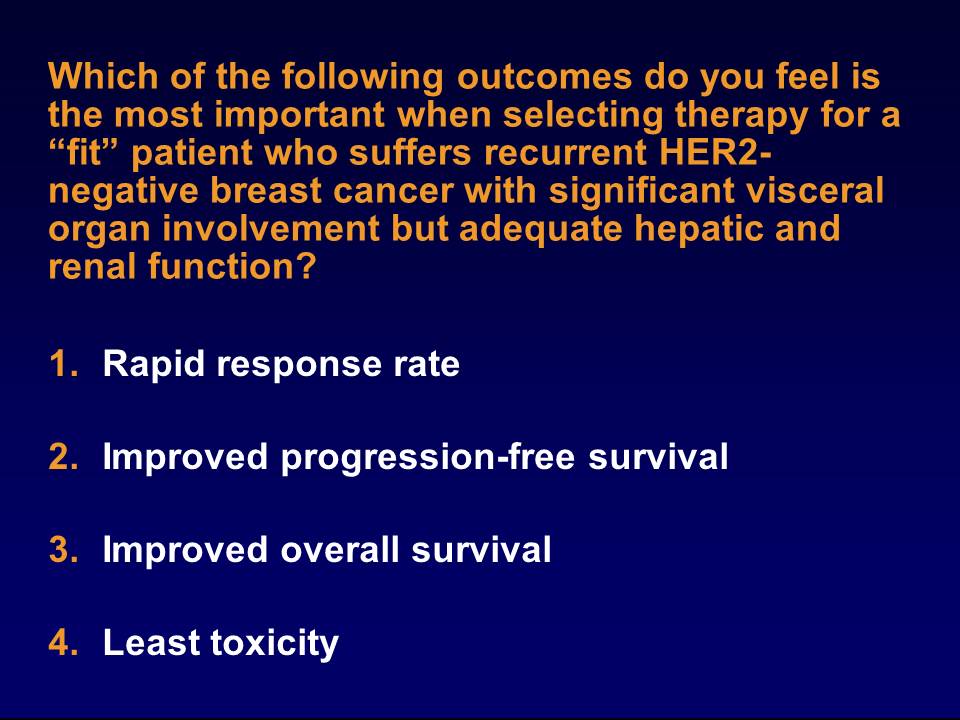 Which of the following outcomes do you feel is
the most important when selecting therapy for a
“fit” patient who suffers recurrent HER2-
negative breast cancer with significant visceral
organ involvement but adequate hepatic and
renal function?
1. Rapid response rate
2. Improved progression-free survival
3. Improved overall survival
4. Least toxicity